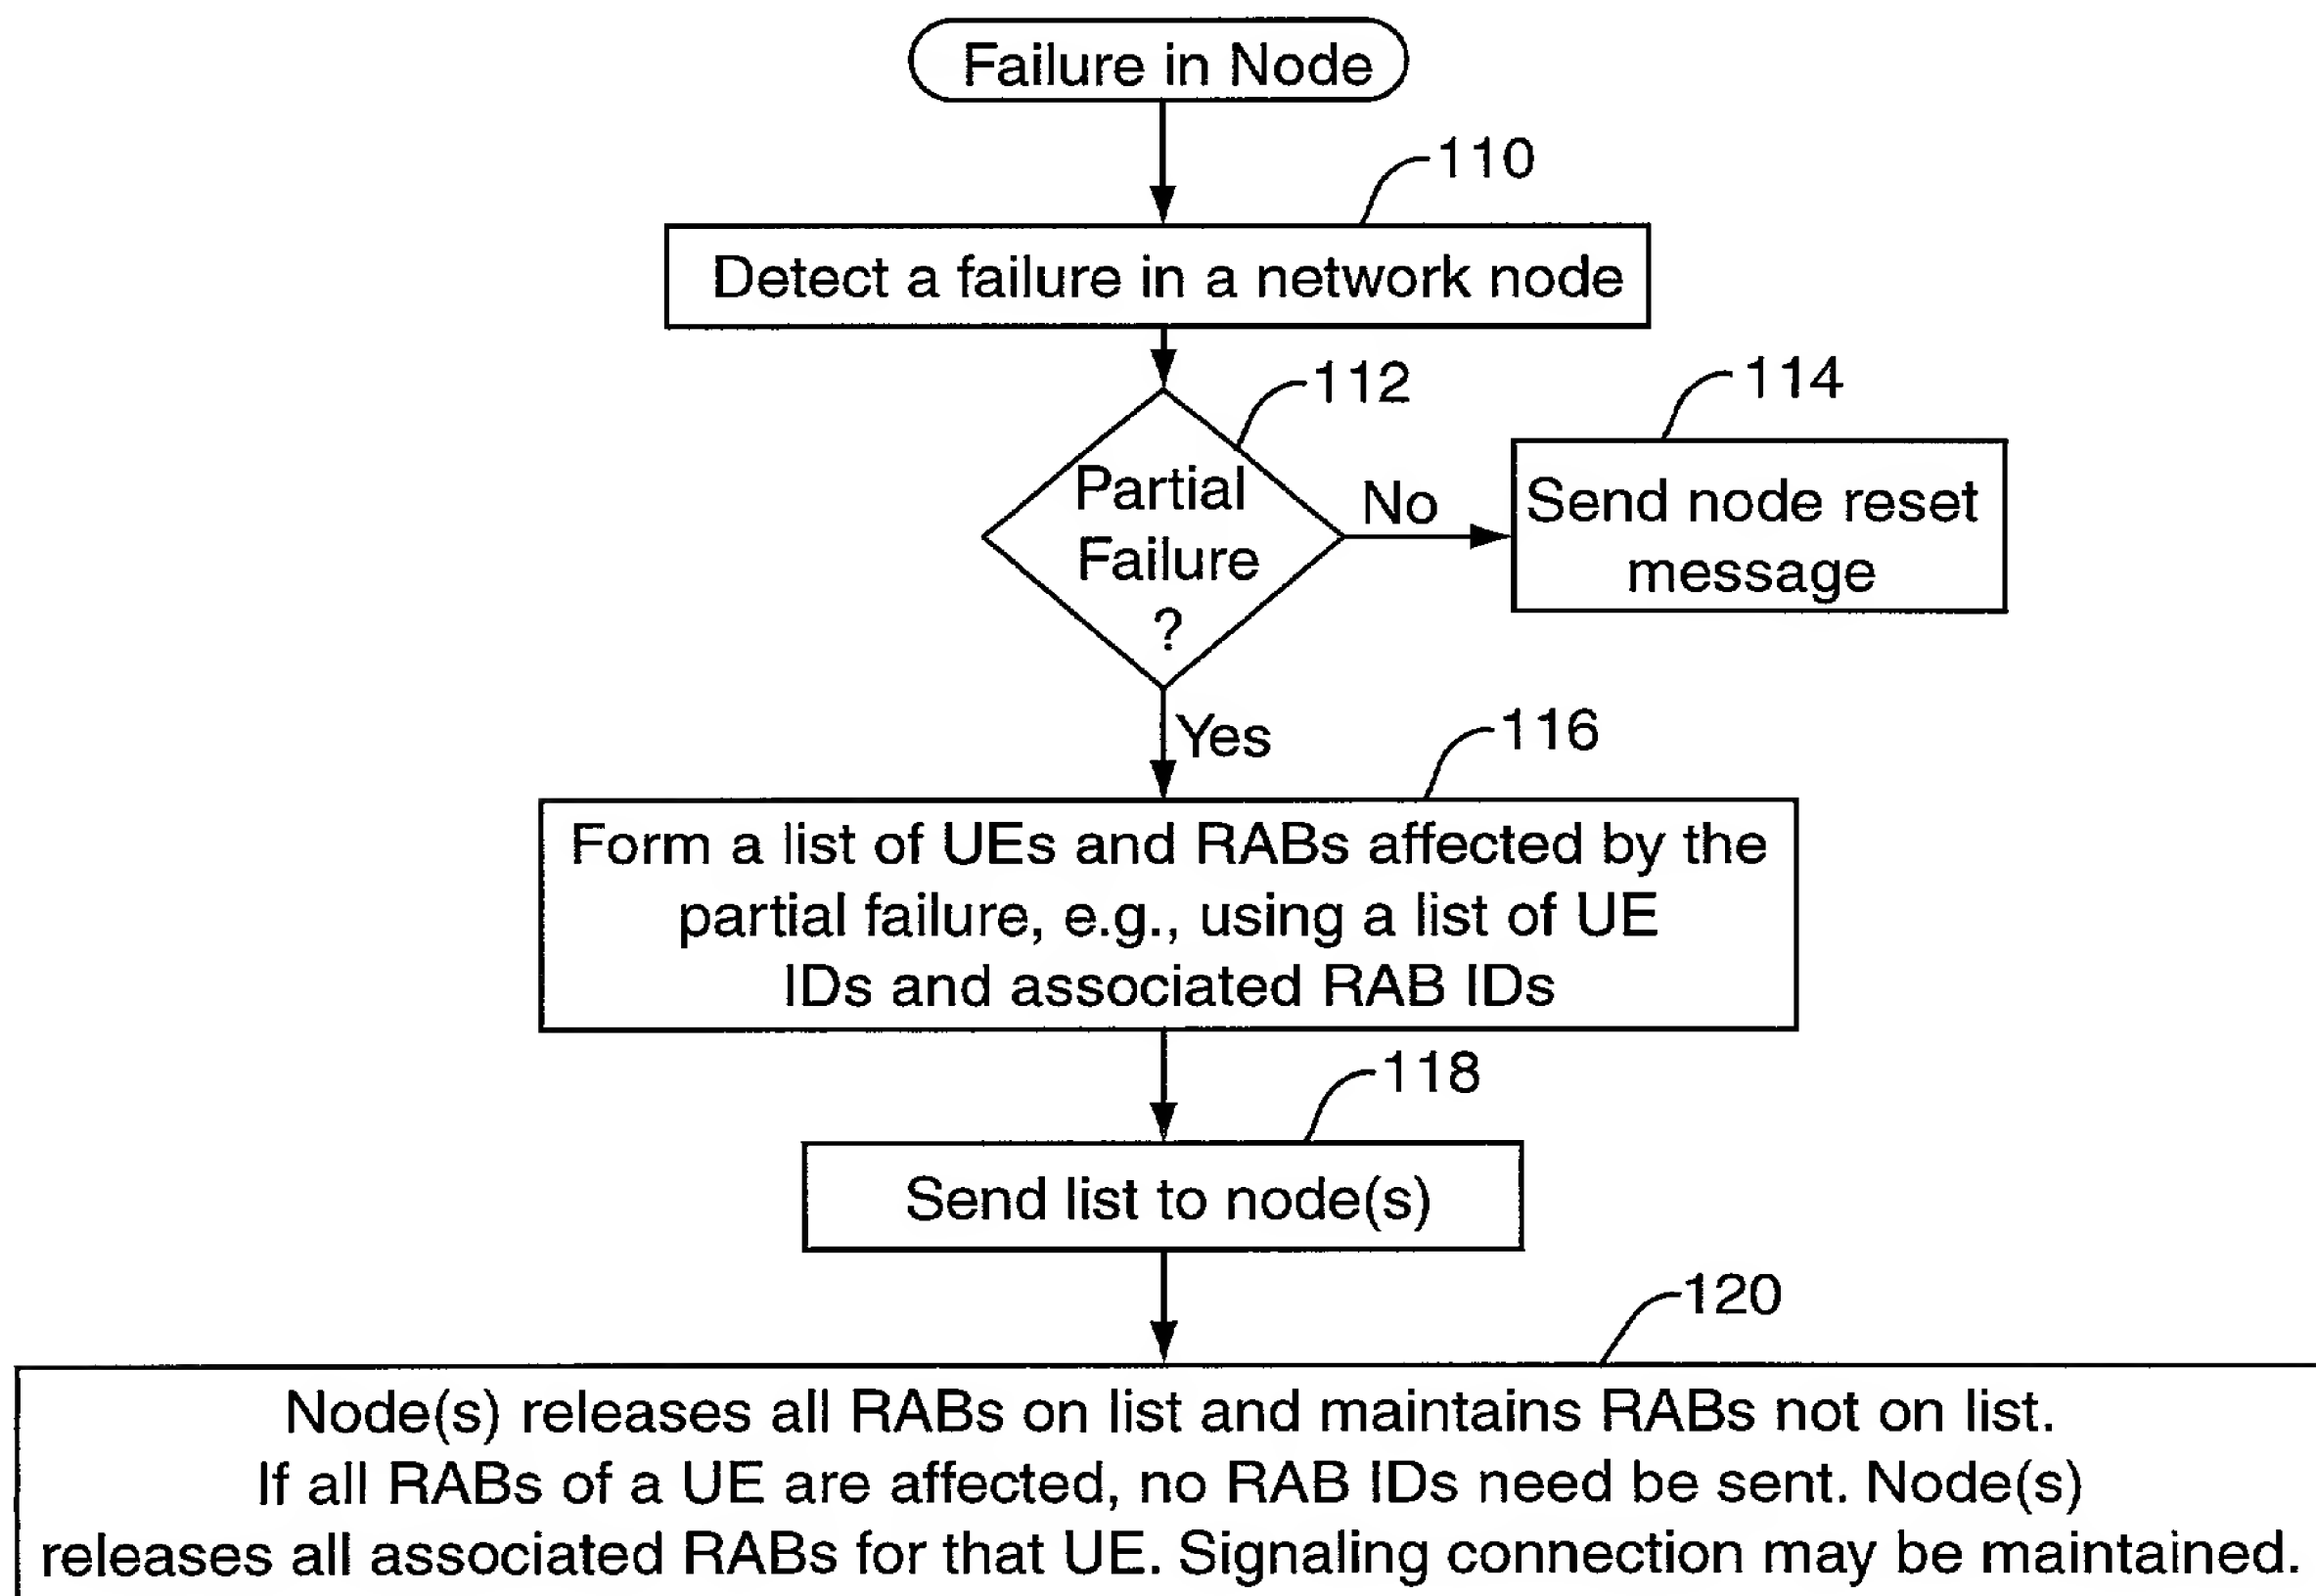 Failure in Node
110
Detect a failure in a network node
112
114
Partial
Failure
?
No
Send node reset
message
Yes
116
Form a list of UEs and RABs affected by the
partial failure, e.g., using a list of UE
IDs and associated RAB IDs
118
Send list to node(s)
120
Node(s) releases all RABs on list and maintains RABs not on list.
If all RABs of a UE are affected, no RAB IDs need be sent. Node(s)
releases all associated RABs for that UE. Signaling connection may be maintained.